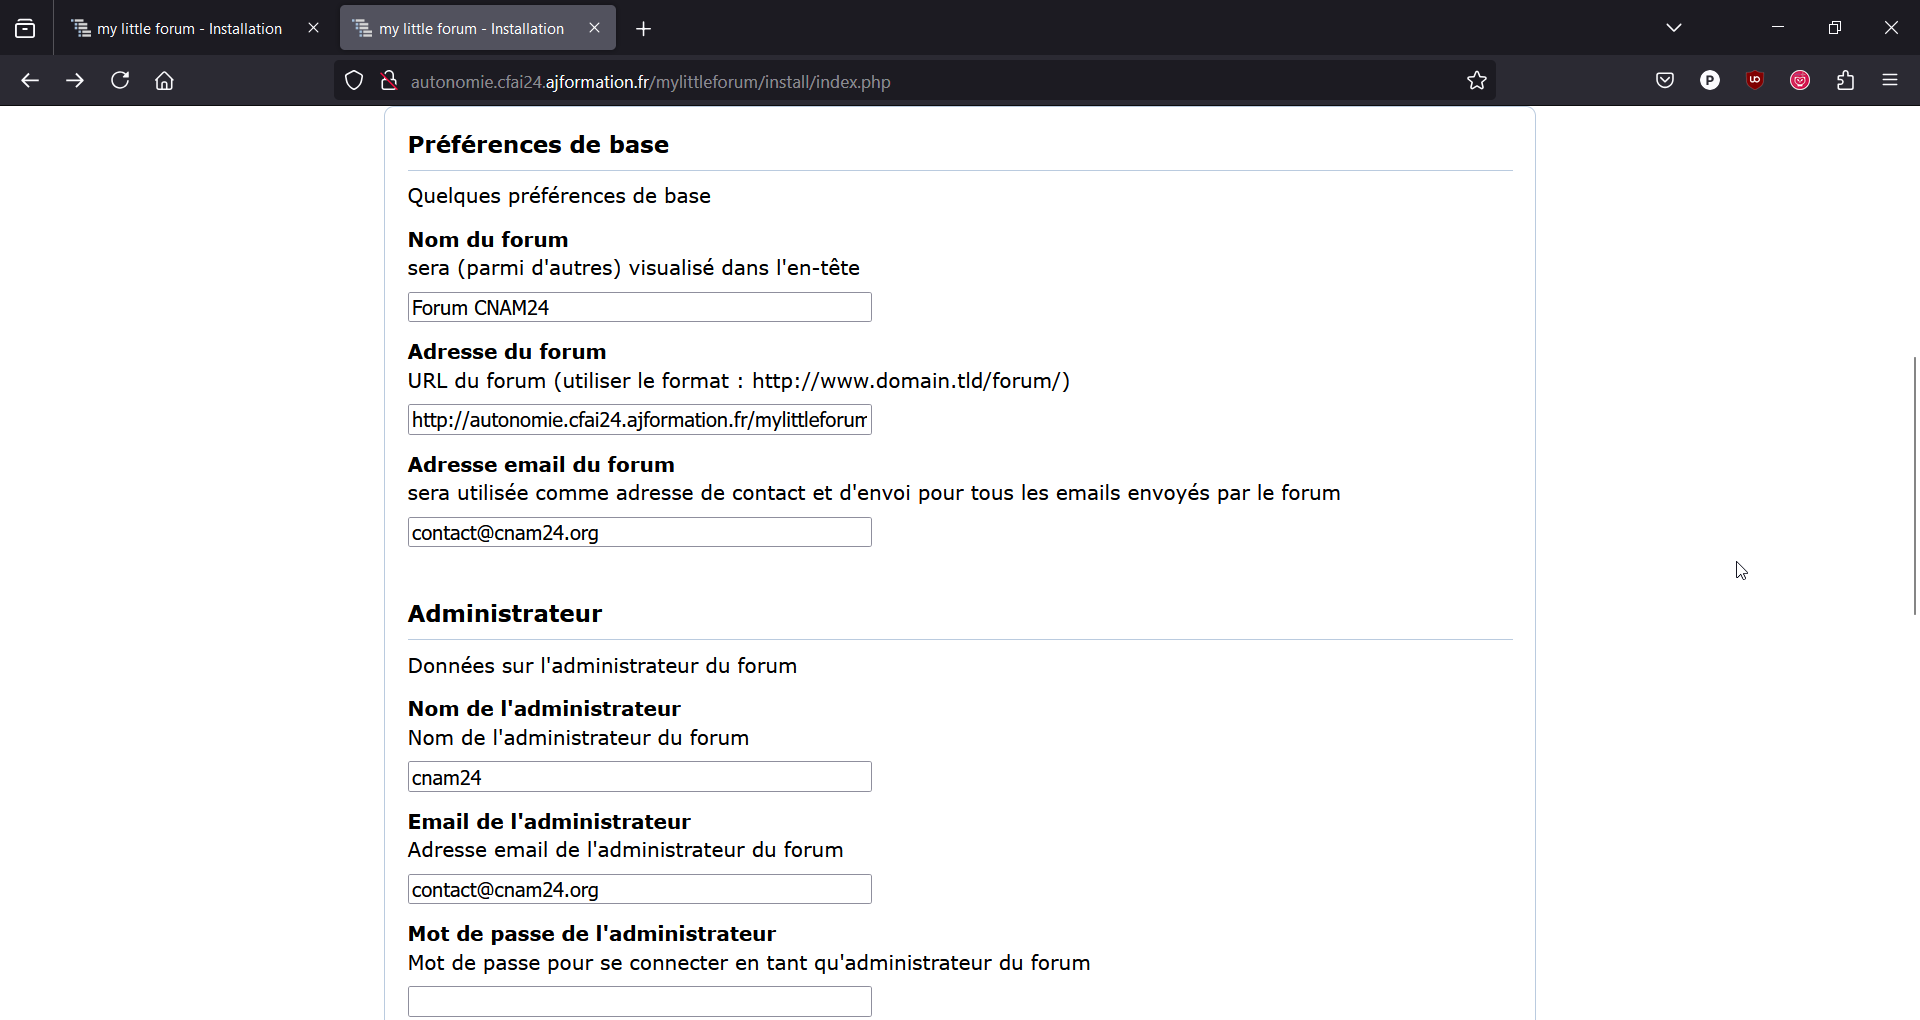 my little forum - Installation
my little forum - Installation
autonomie.cfai24.ajformation.fr/mylittleforum/install/index.php
Préférences de base
Quelques préférences de base
Nom du forum
sera (parmi d'autres) visualisé dans l'en-tête
Forum CNAM24
Adresse du forum
URL du forum (utiliser le format : http://www.domain.tld/forum/)
http://autonomie.cfai24.ajformation.fr/mylittleforum
Adresse email du forum
sera utilisée comme adresse de contact et d'envoi pour tous les emails envoyés par le forum
contact@cnam24.org
Administrateur
Données sur l'administrateur du forum
Nom de l'administrateur
Nom de l'administrateur du forum
cnam24
Email de l'administrateur
Adresse email de l'administrateur du forum
contact@cnam24.org
Mot de passe de l'administrateur
Mot de passe pour se connecter en tant qu'administrateur du forum